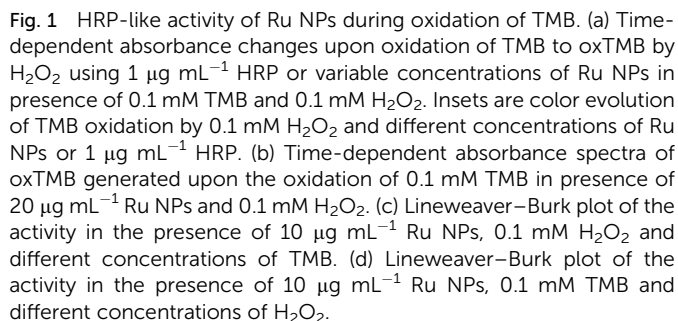 Fig. 1 HRP-like activity of Ru NPs during oxidation of TMB. (a) Time-
dependent absorbance changes upon oxidation of TMB to oxTMB by
H₂O₂ using 1 μg mL⁻¹ HRP or variable concentrations of Ru NPs in
presence of 0.1 mM TMB and 0.1 mM H₂O₂. Insets are color evolution
of TMB oxidation by 0.1 mM H₂O₂ and different concentrations of Ru
NPs or 1 μg mL⁻¹ HRP. (b) Time-dependent absorbance spectra of
oxTMB generated upon the oxidation of 0.1 mM TMB in presence of
20 μg mL⁻¹ Ru NPs and 0.1 mM H₂O₂. (c) Lineweaver–Burk plot of the
activity in the presence of 10 μg mL⁻¹ Ru NPs, 0.1 mM H₂O₂ and
different concentrations of TMB. (d) Lineweaver–Burk plot of the
activity in the presence of 10 μg mL⁻¹ Ru NPs, 0.1 mM TMB and
different concentrations of H₂O₂.